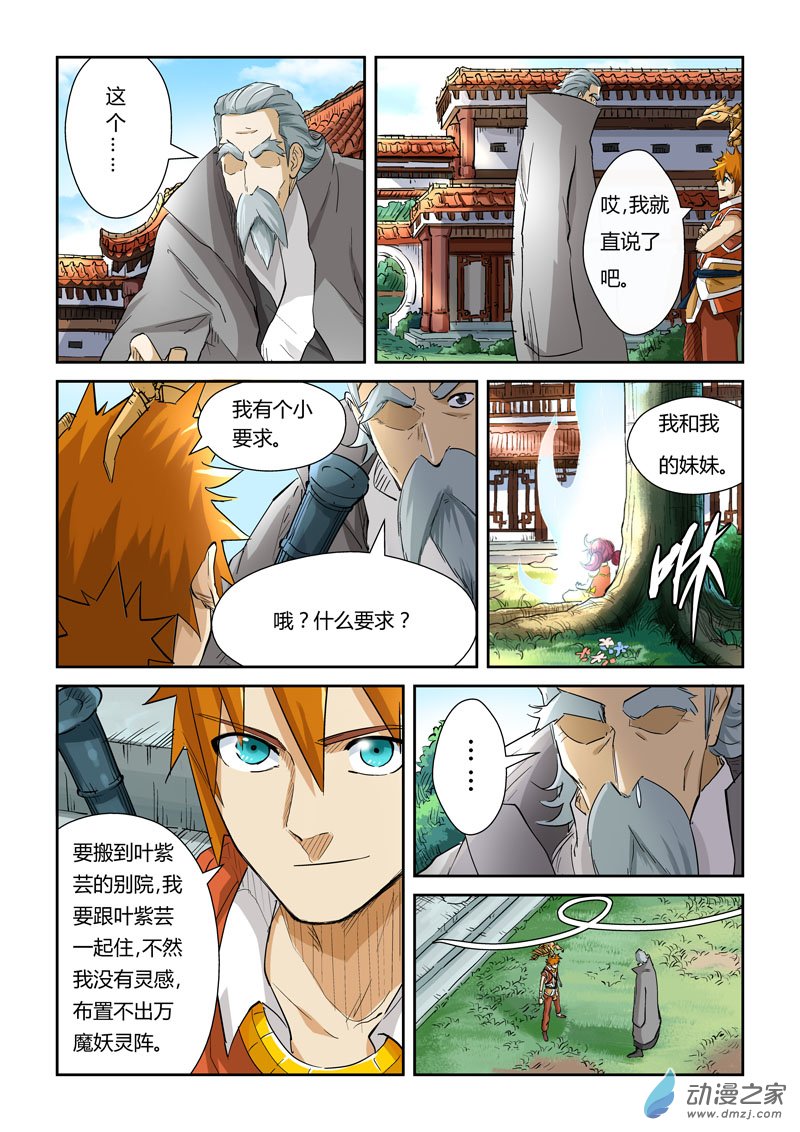 这
个
……
哎，我就
直说了
吧。
我有个小
要求。
哦？什么要求？
我和我
的妹妹。
咻
要搬到叶紫
芸的别院，我
要跟叶紫芸
一起住，不然
我没有灵感，
布置不出万
魔妖灵阵。
……
动漫之家
www.dmzj.com